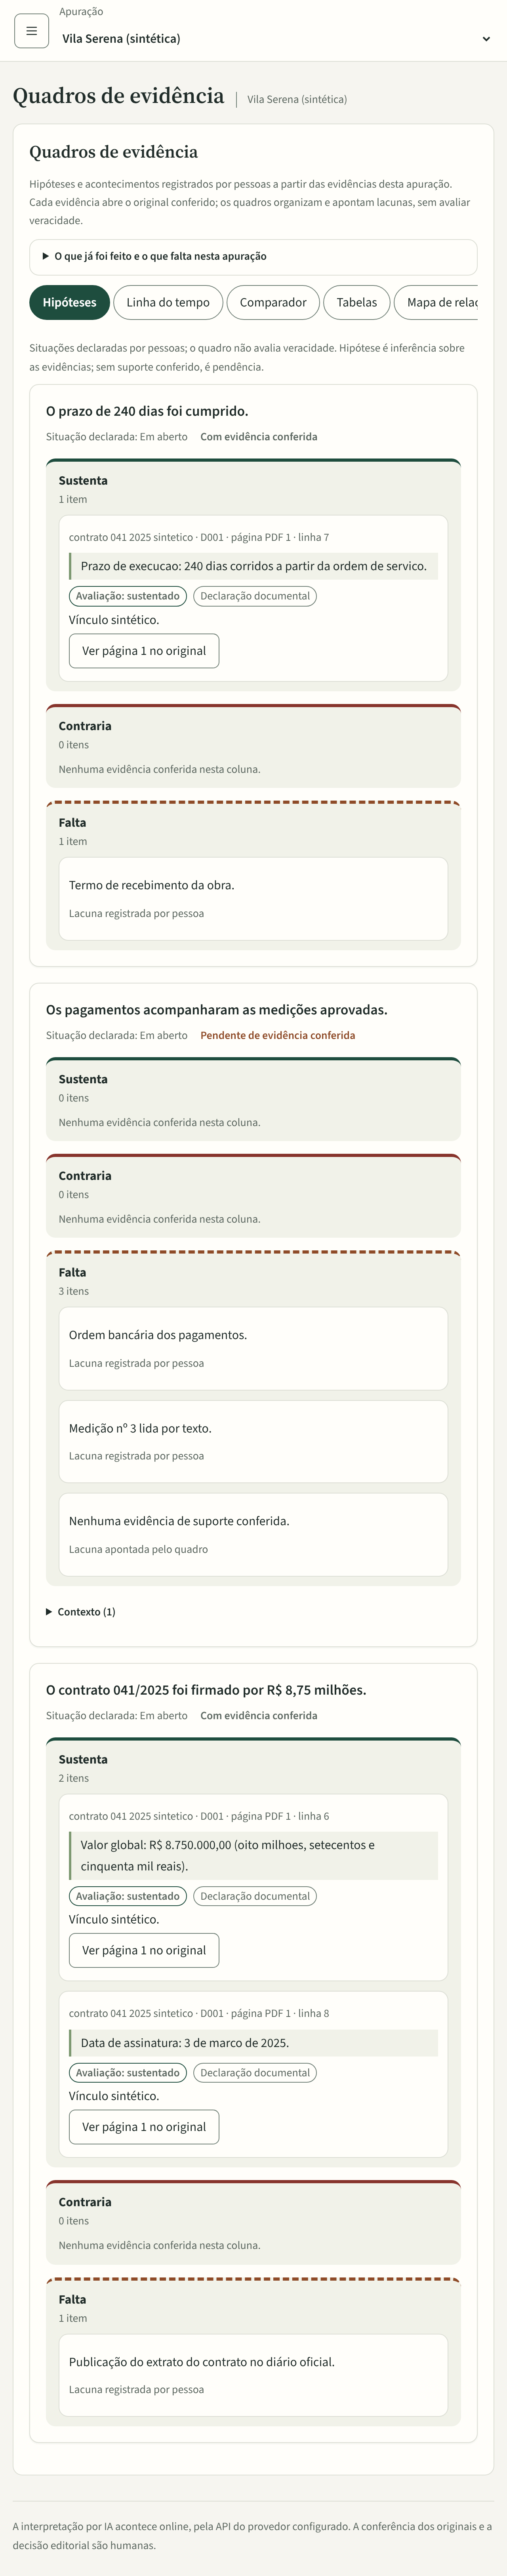 Apuração
Vila Serena (sintética)
Quadros de evidência
Vila Serena (sintética)
Quadros de evidência
Hipóteses e acontecimentos registrados por pessoas a partir das evidências desta apuração.
Cada evidência abre o original conferido; os quadros organizam e apontam lacunas, sem avaliar
veracidade.
O que já foi feito e o que falta nesta apuração
Hipóteses
Linha do tempo
Comparador
Tabelas
Mapa de relaç
Situações declaradas por pessoas; o quadro não avalia veracidade. Hipótese é inferência sobre
as evidências; sem suporte conferido, é pendência.
O prazo de 240 dias foi cumprido.
Situação declarada: Em aberto Com evidência conferida
Sustenta
1 item
contrato 041 2025 sintetico · D001 · página PDF 1 · linha 7
Prazo de execucao: 240 dias corridos a partir da ordem de servico.
Avaliação: sustentado Declaração documental
Vínculo sintético.
Ver página 1 no original
Contraria
0 itens
Nenhuma evidência conferida nesta coluna.
Falta
1 item
Termo de recebimento da obra.
Lacuna registrada por pessoa
Os pagamentos acompanharam as medições aprovadas.
Situação declarada: Em aberto Pendente de evidência conferida
Sustenta
0 itens
Nenhuma evidência conferida nesta coluna.
Contraria
0 itens
Nenhuma evidência conferida nesta coluna.
Falta
3 itens
Ordem bancária dos pagamentos.
Lacuna registrada por pessoa
Medição nº 3 lida por texto.
Lacuna registrada por pessoa
Nenhuma evidência de suporte conferida.
Lacuna apontada pelo quadro
Contexto (1)
O contrato 041/2025 foi firmado por R$ 8,75 milhões.
Situação declarada: Em aberto Com evidência conferida
Sustenta
2 itens
contrato 041 2025 sintetico · D001 · página PDF 1 · linha 6
Valor global: R$ 8.750.000,00 (oito milhoes, setecentos e
cinquenta mil reais).
Avaliação: sustentado Declaração documental
Vínculo sintético.
Ver página 1 no original
contrato 041 2025 sintetico · D001 · página PDF 1 · linha 8
Data de assinatura: 3 de marco de 2025.
Avaliação: sustentado Declaração documental
Vínculo sintético.
Ver página 1 no original
Contraria
0 itens
Nenhuma evidência conferida nesta coluna.
Falta
1 item
Publicação do extrato do contrato no diário oficial.
Lacuna registrada por pessoa
A interpretação por IA acontece online, pela API do provedor configurado. A conferência dos originais e a
decisão editorial são humanas.